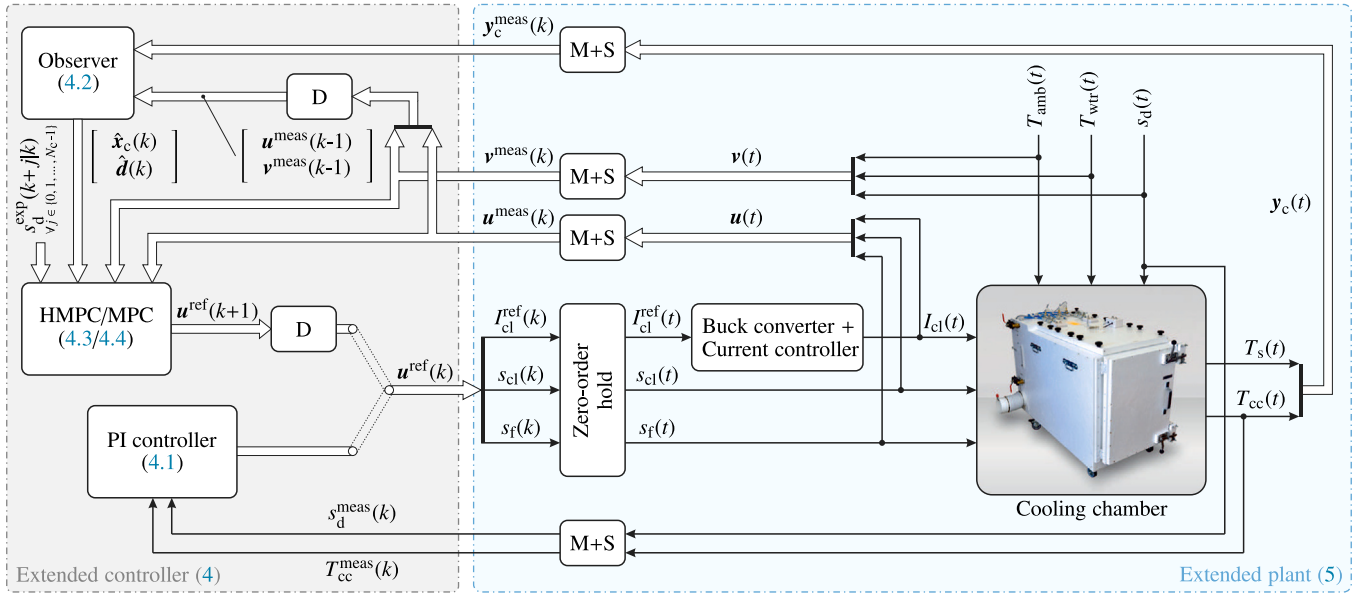 y_c^meas(k)
M+S
Observer
(4.2)
D
T_amb(t)
T_wtr(t)
s_d(t)
x̂_c(k)
d̂(k)
u^meas(k-1)
v^meas(k-1)
s_d^exp(k+j|k)
∀j∈{0,1,...,N_c-1}
v^meas(k)
M+S
v(t)
u^meas(k)
M+S
u(t)
y_c(t)
HMPC/MPC
(4.3/4.4)
u^ref(k+1)
D
u^ref(k)
I_cl^ref(k)
s_cl(k)
s_f(k)
Zero-order
hold
I_cl^ref(t)
s_cl(t)
s_f(t)
Buck converter +
Current controller
I_cl(t)
T_s(t)
T_cc(t)
Cooling chamber
PI controller
(4.1)
s_d^meas(k)
M+S
T_cc^meas(k)
Extended controller (4)
Extended plant (5)